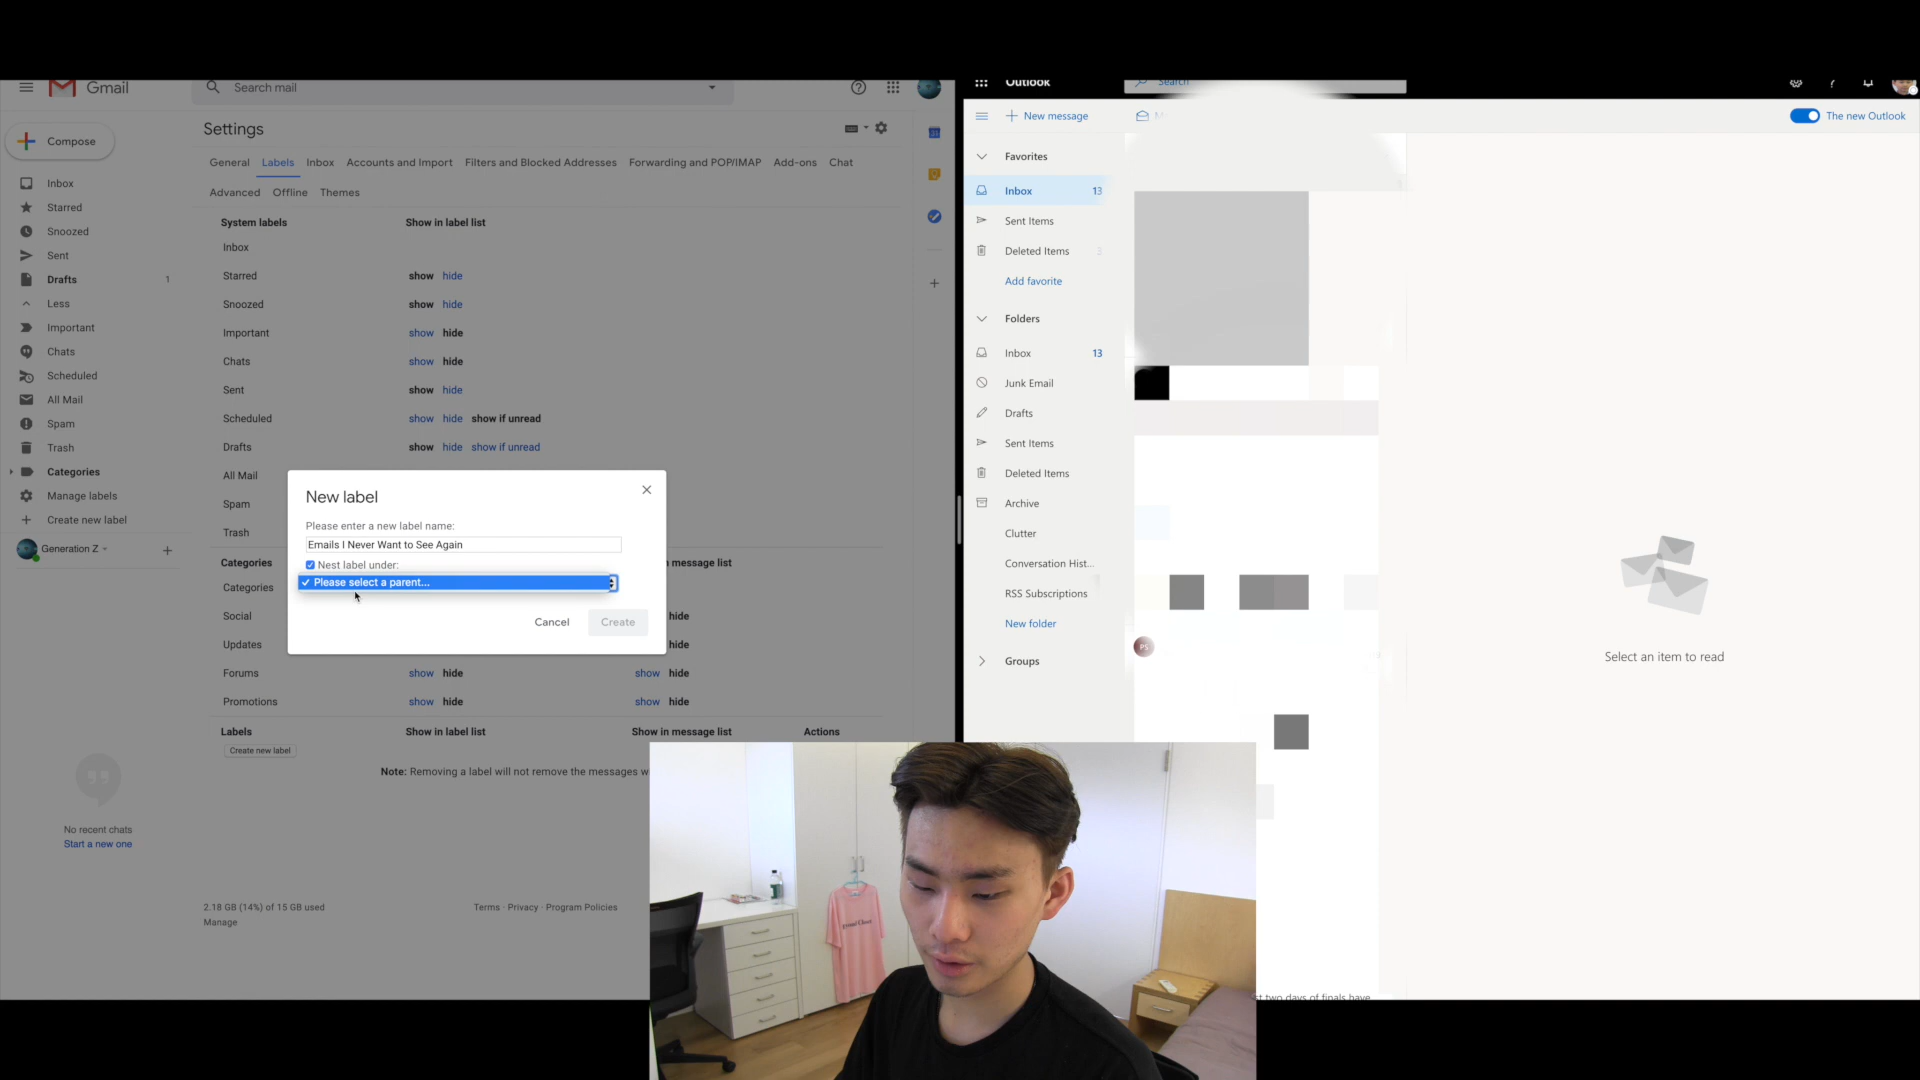 Gmail
Search mail
Compose
Inbox
Starred
Snoozed
Sent
Drafts 1
Less
Important
Chats
Scheduled
All Mail
Spam
Trash
Categories
Manage labels
Create new label
Generation Z
No recent chats
Start a new one
Settings
General Labels Inbox Accounts and Import Filters and Blocked Addresses Forwarding and POP/IMAP Add-ons Chat
Advanced Offline Themes
System labels Show in label list
Inbox
Starred show hide
Snoozed show hide
Important show hide
Chats show hide
Sent show hide
Scheduled show hide show if unread
Drafts show hide show if unread
All Mail
Spam
Trash
Categories message list
Categories
Social hide
Updates hide
Forums show hide show hide
Promotions show hide show hide
Labels Show in label list Show in message list Actions
Create new label
Note: Removing a label will not remove the messages w
2.18 GB (14%) of 15 GB used
Manage
Terms · Privacy · Program Policies
New label
Please enter a new label name:
Emails I Never Want to See Again
Nest label under:
Please select a parent...
Cancel Create
Outlook
Search
New message
The new Outlook
Favorites
Inbox 13
Sent Items
Deleted Items
Add favorite
Folders
Inbox 13
Junk Email
Drafts
Sent Items
Deleted Items
Archive
Clutter
Conversation Hist...
RSS Subscriptions
New folder
Groups
PS
Select an item to read
st two days of finals have